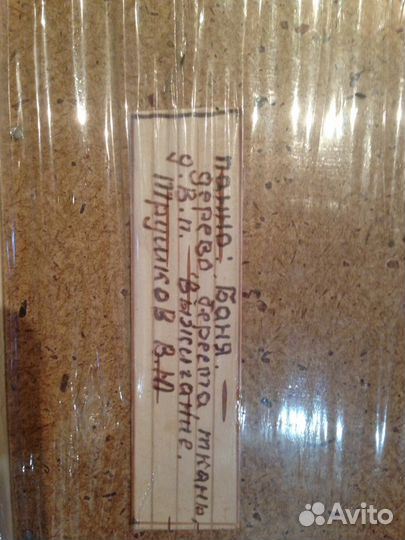 панно: Баня. —
дерево, береста ткань,
Д.В.П. — Выжигание.
Трушков В.М
Avito